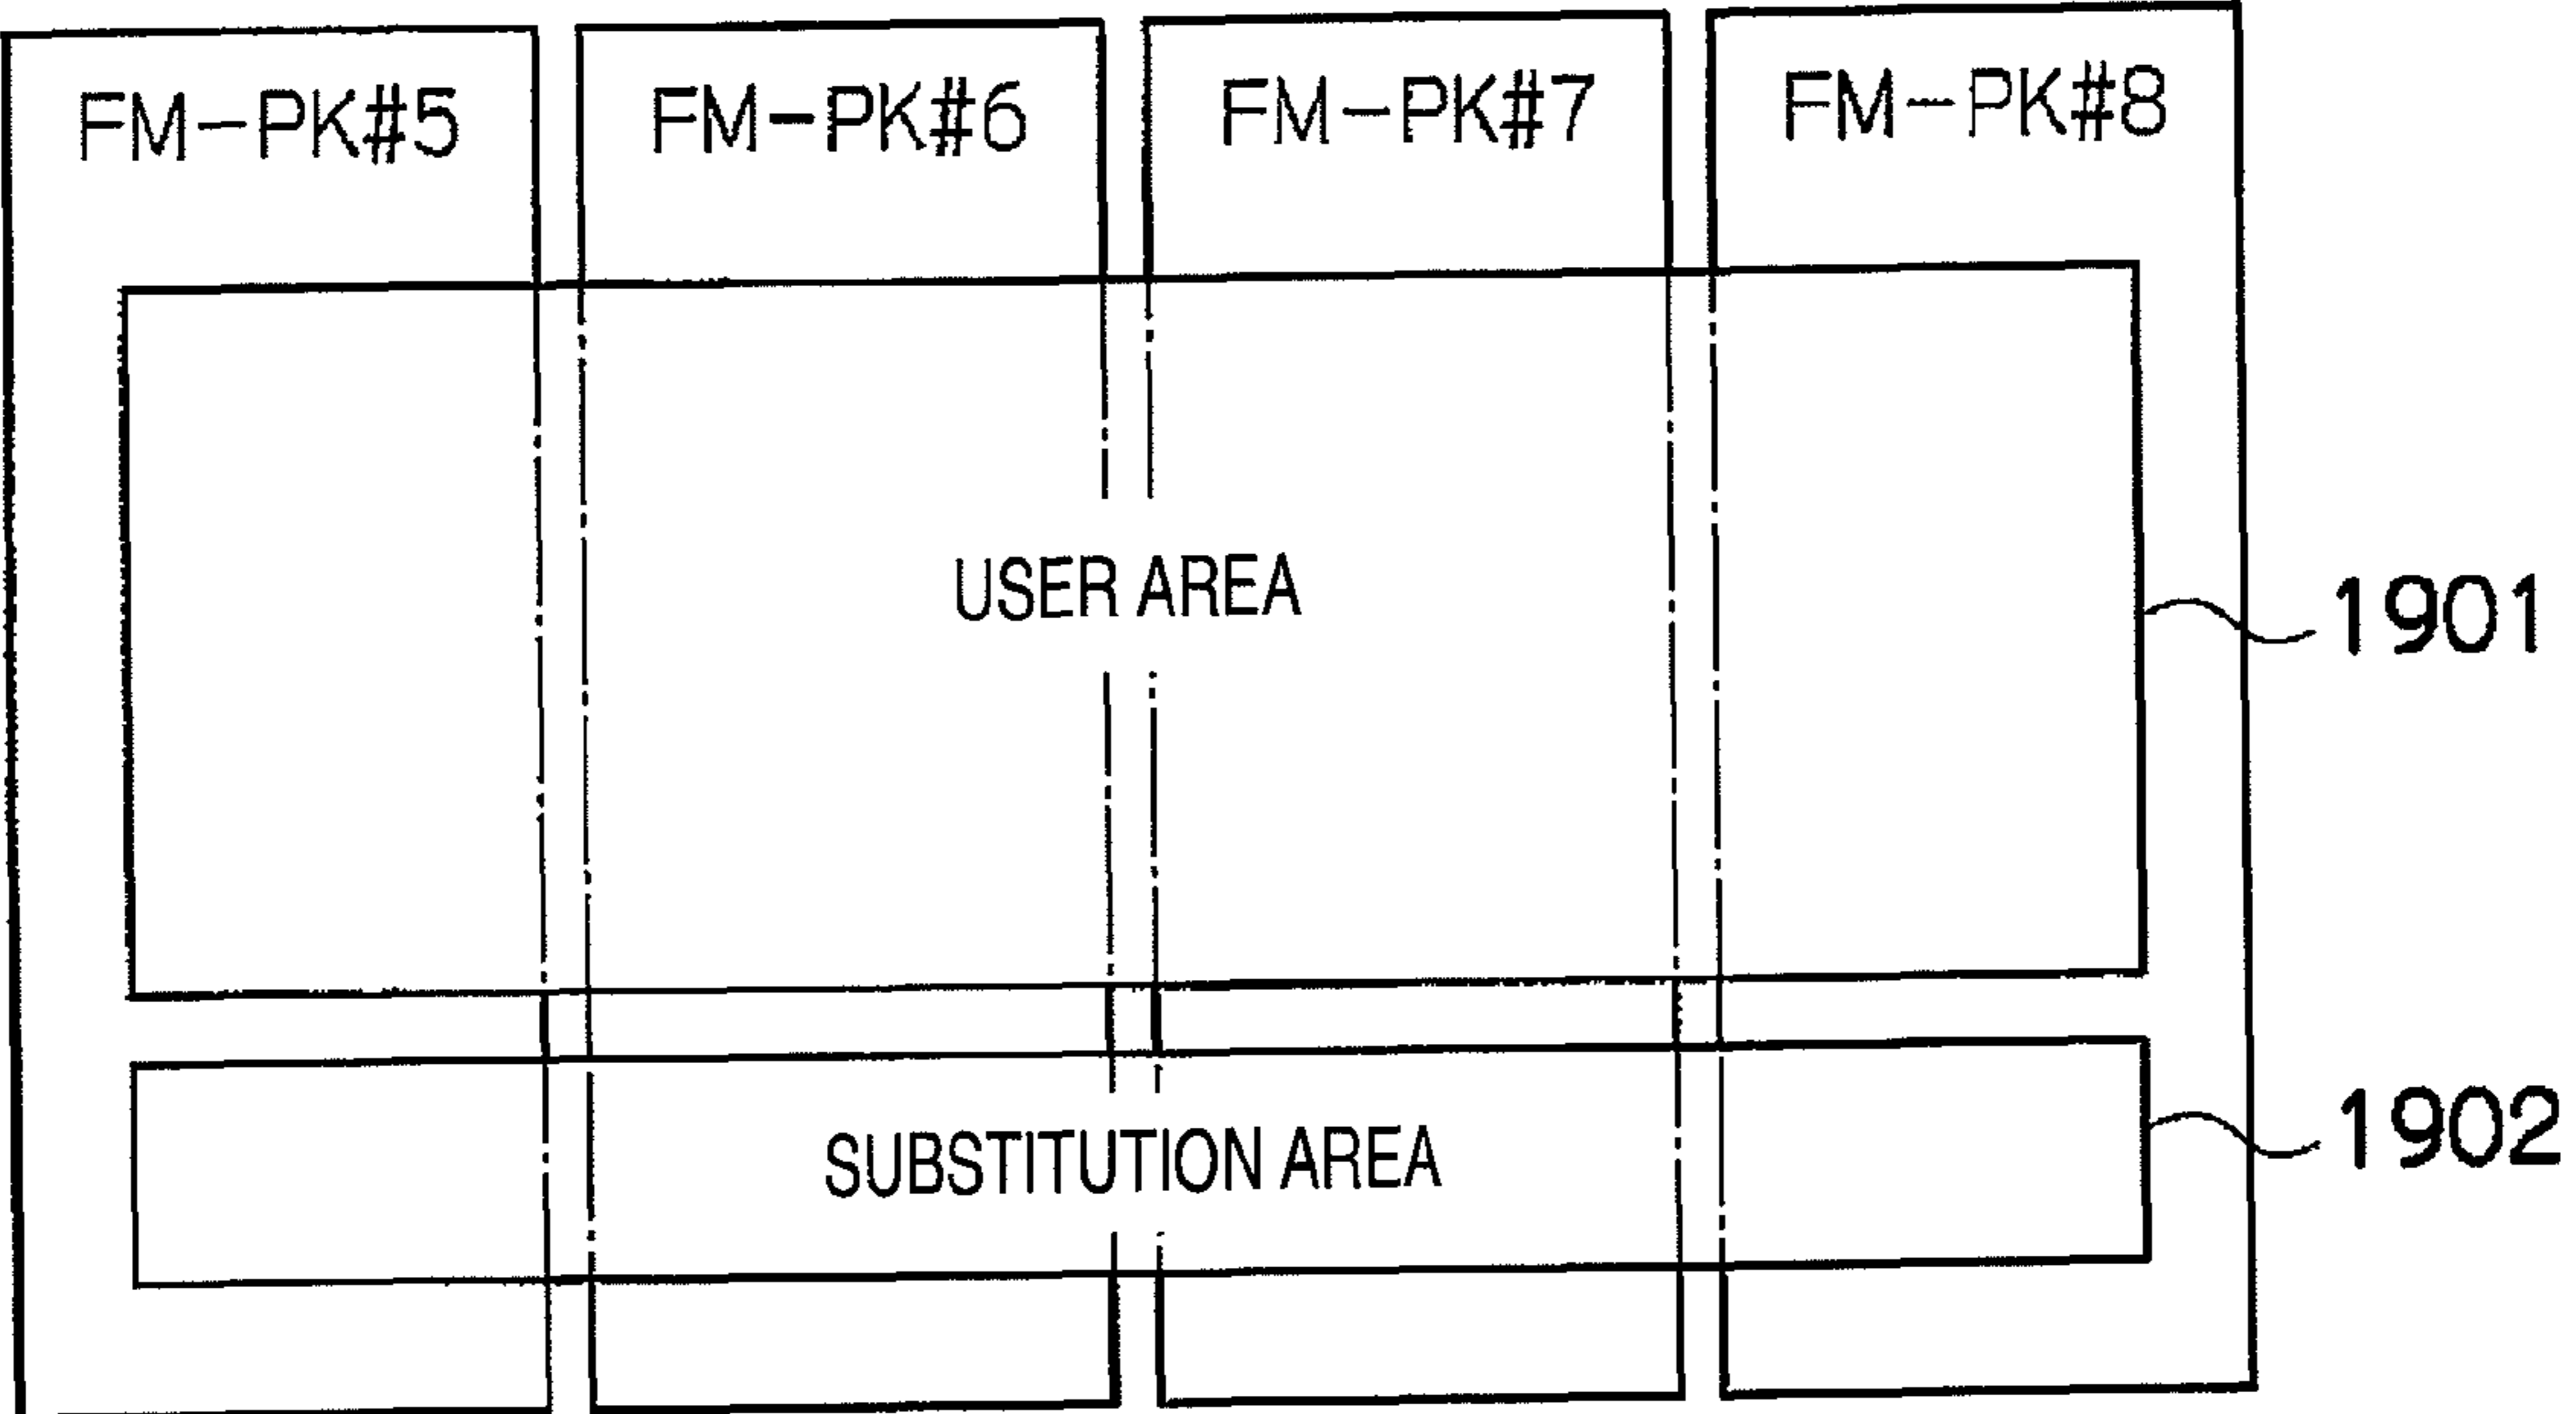 FM-PK#5 FM-PK#6 FM-PK#7 FM-PK#8
USER AREA
1901
SUBSTITUTION AREA
1902